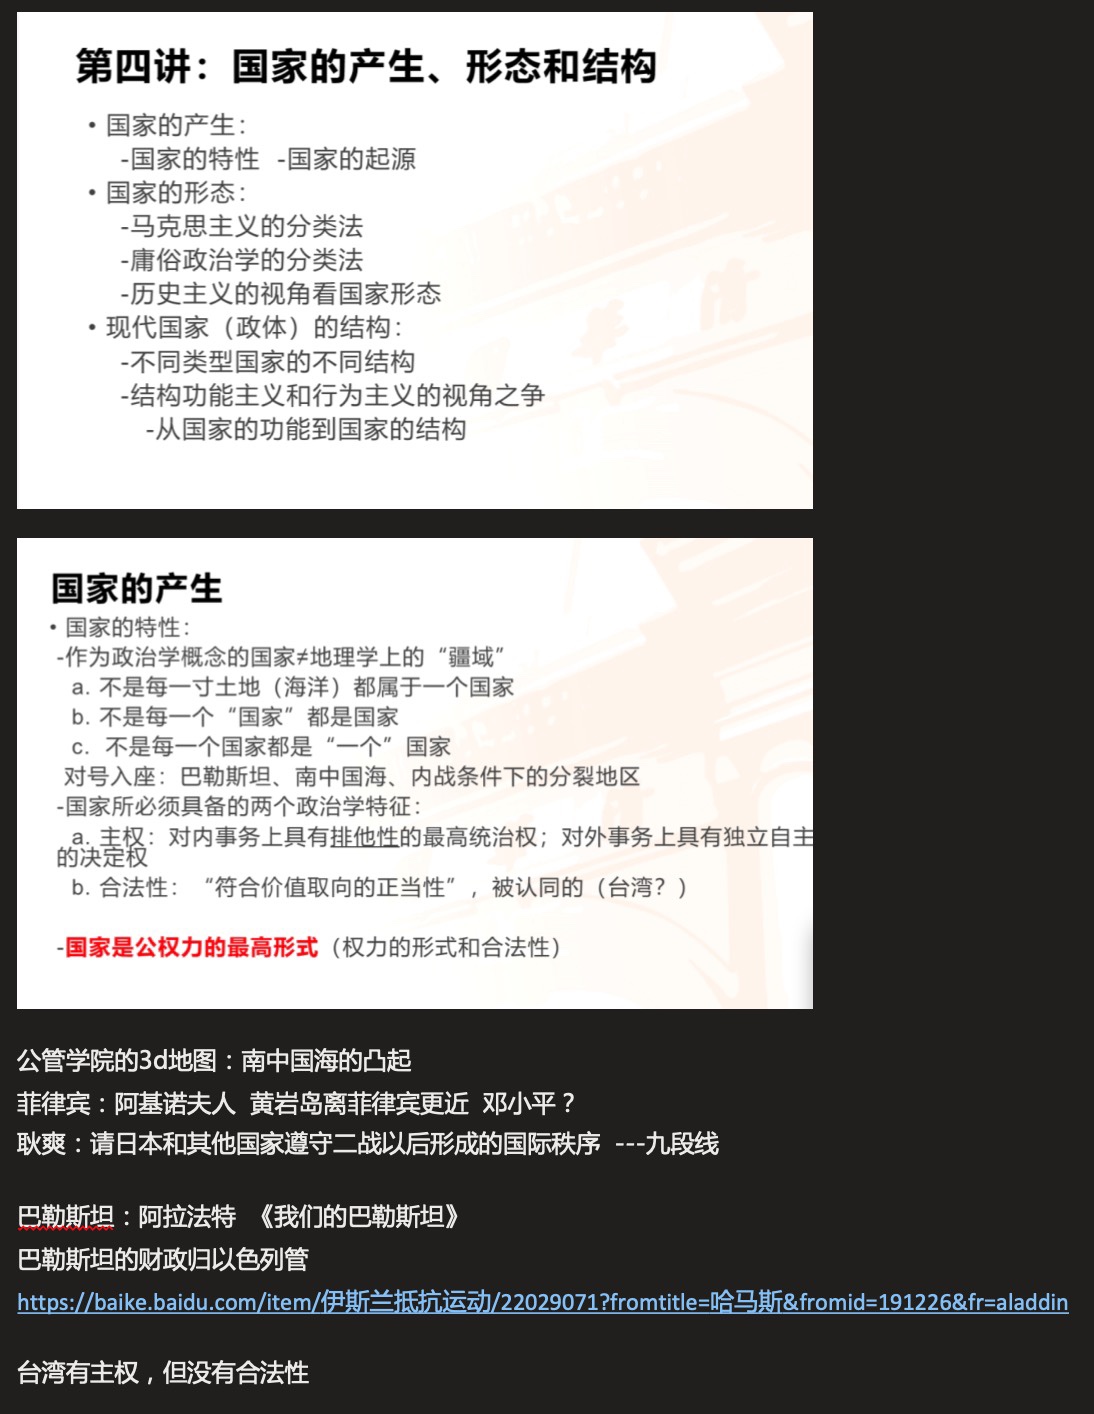 第四讲：国家的产生、形态和结构
• 国家的产生：
-国家的特性 -国家的起源
• 国家的形态：
-马克思主义的分类法
-庸俗政治学的分类法
-历史主义的视角看国家形态
• 现代国家（政体）的结构：
-不同类型国家的不同结构
-结构功能主义和行为主义的视角之争
-从国家的功能到国家的结构
国家的产生
• 国家的特性：
-作为政治学概念的国家≠地理学上的“疆域”
a. 不是每一寸土地（海洋）都属于一个国家
b. 不是每一个“国家”都是国家
c. 不是每一个国家都是“一个”国家
对号入座：巴勒斯坦、南中国海、内战条件下的分裂地区
-国家所必须具备的两个政治学特征：
a. 主权：对内事务上具有排他性的最高统治权；对外事务上具有独立自主
的决定权
b. 合法性：“符合价值取向的正当性”，被认同的（台湾？）
-国家是公权力的最高形式（权力的形式和合法性）
公管学院的3d地图：南中国海的凸起
菲律宾：阿基诺夫人 黄岩岛离菲律宾更近 邓小平？
耿爽：请日本和其他国家遵守二战以后形成的国际秩序 ---九段线
巴勒斯坦：阿拉法特 《我们的巴勒斯坦》
巴勒斯坦的财政归以色列管
https://baike.baidu.com/item/伊斯兰抵抗运动/22029071?fromtitle=哈马斯&fromid=191226&fr=aladdin
台湾有主权，但没有合法性